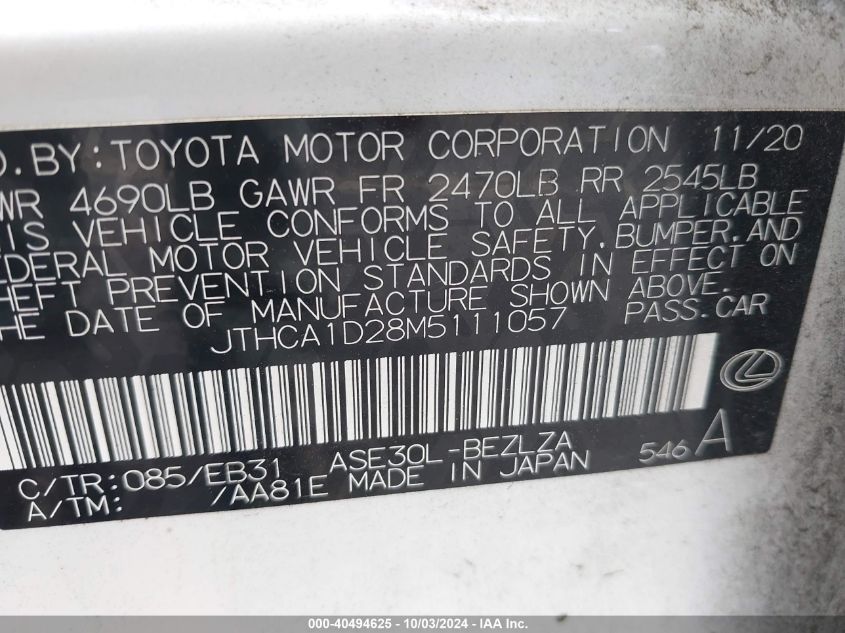 D. BY: TOYOTA MOTOR CORPORATION 11/20
WR 4690LB GAWR FR 2470LB RR 2545LB
IS VEHICLE CONFORMS TO ALL APPLICABLE
EDERAL MOTOR VEHICLE SAFETY, BUMPER, AND
HEFT PREVENTION STANDARDS IN EFFECT ON
HE DATE OF MANUFACTURE SHOWN ABOVE.
JTHCA1D28M5111057 PASS. CAR
C/TR: 085/EB31 ASE30L-BEZLZA 546 A
A/TM: /AA81E MADE IN JAPAN
000-40494625 - 10/03/2024 - IAA Inc.